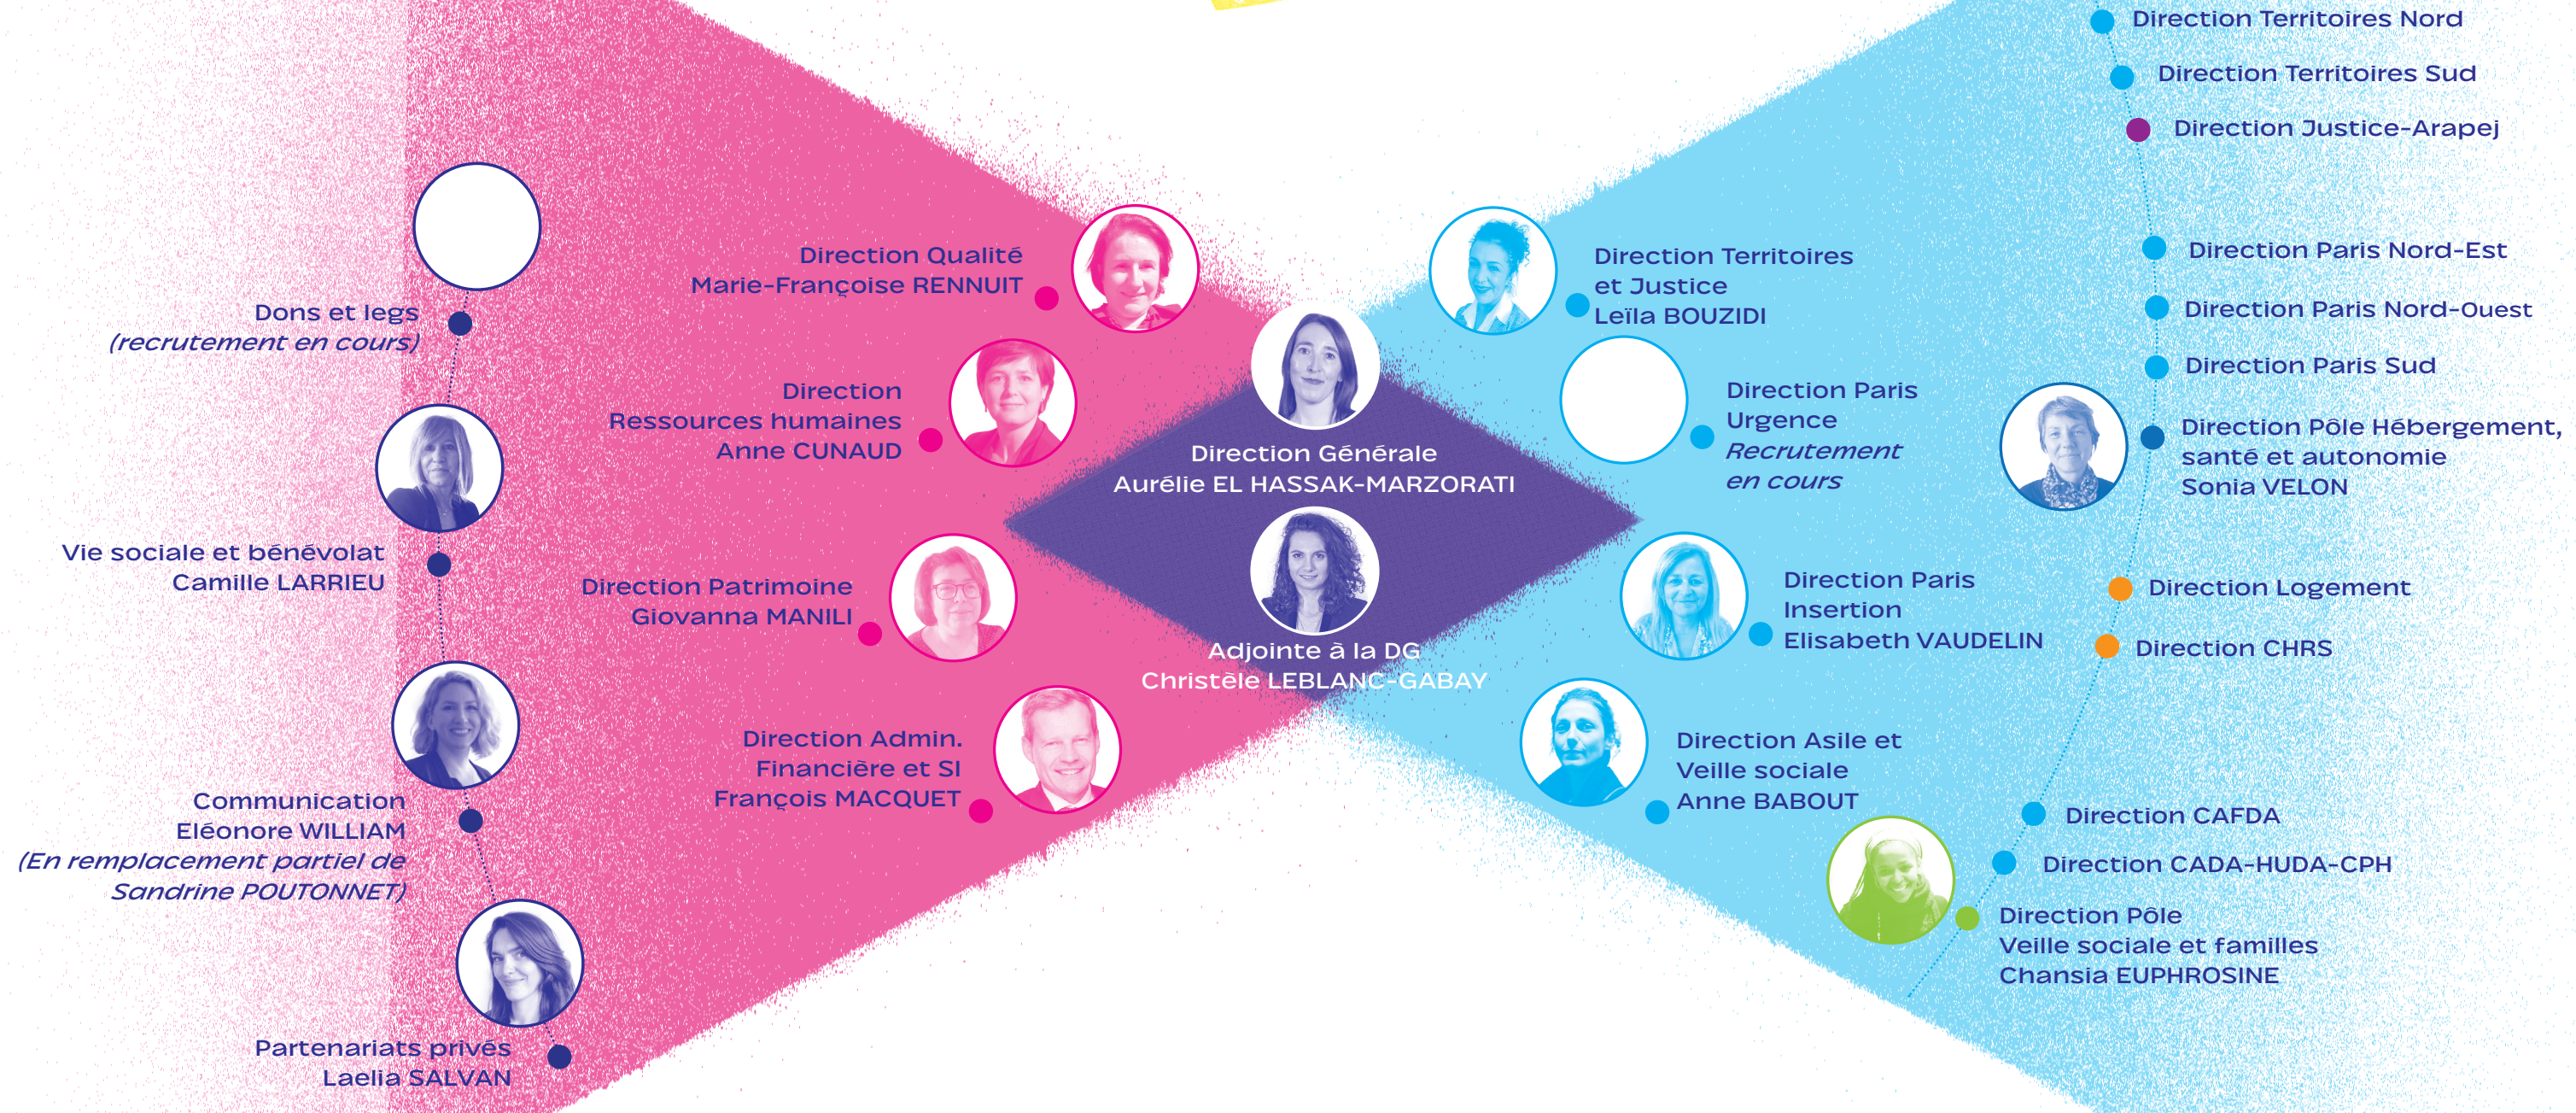 Dons et legs
(recrutement en cours)
Vie sociale et bénévolat
Camille LARRIEU
Communication
Eléonore WILLIAM
(En remplacement partiel de
Sandrine POUTONNET)
Partenariats privés
Laelia SALVAN
Direction Qualité
Marie-Françoise RENNUIT
Direction
Ressources humaines
Anne CUNAUD
Direction Patrimoine
Giovanna MANILI
Direction Admin.
Financière et SI
François MACQUET
Direction Générale
Aurélie EL HASSAK-MARZORATI
Adjointe à la DG
Christèle LEBLANC-GABAY
Direction Territoires
et Justice
Leïla BOUZIDI
Direction Paris
Urgence
Recrutement
en cours
Direction Paris
Insertion
Elisabeth VAUDELIN
Direction Asile et
Veille sociale
Anne BABOUT
Direction Territoires Nord
Direction Territoires Sud
Direction Justice-Arapej
Direction Paris Nord-Est
Direction Paris Nord-Ouest
Direction Paris Sud
Direction Pôle Hébergement,
santé et autonomie
Sonia VELON
Direction Logement
Direction CHRS
Direction CAFDA
Direction CADA-HUDA-CPH
Direction Pôle
Veille sociale et familles
Chansia EUPHROSINE